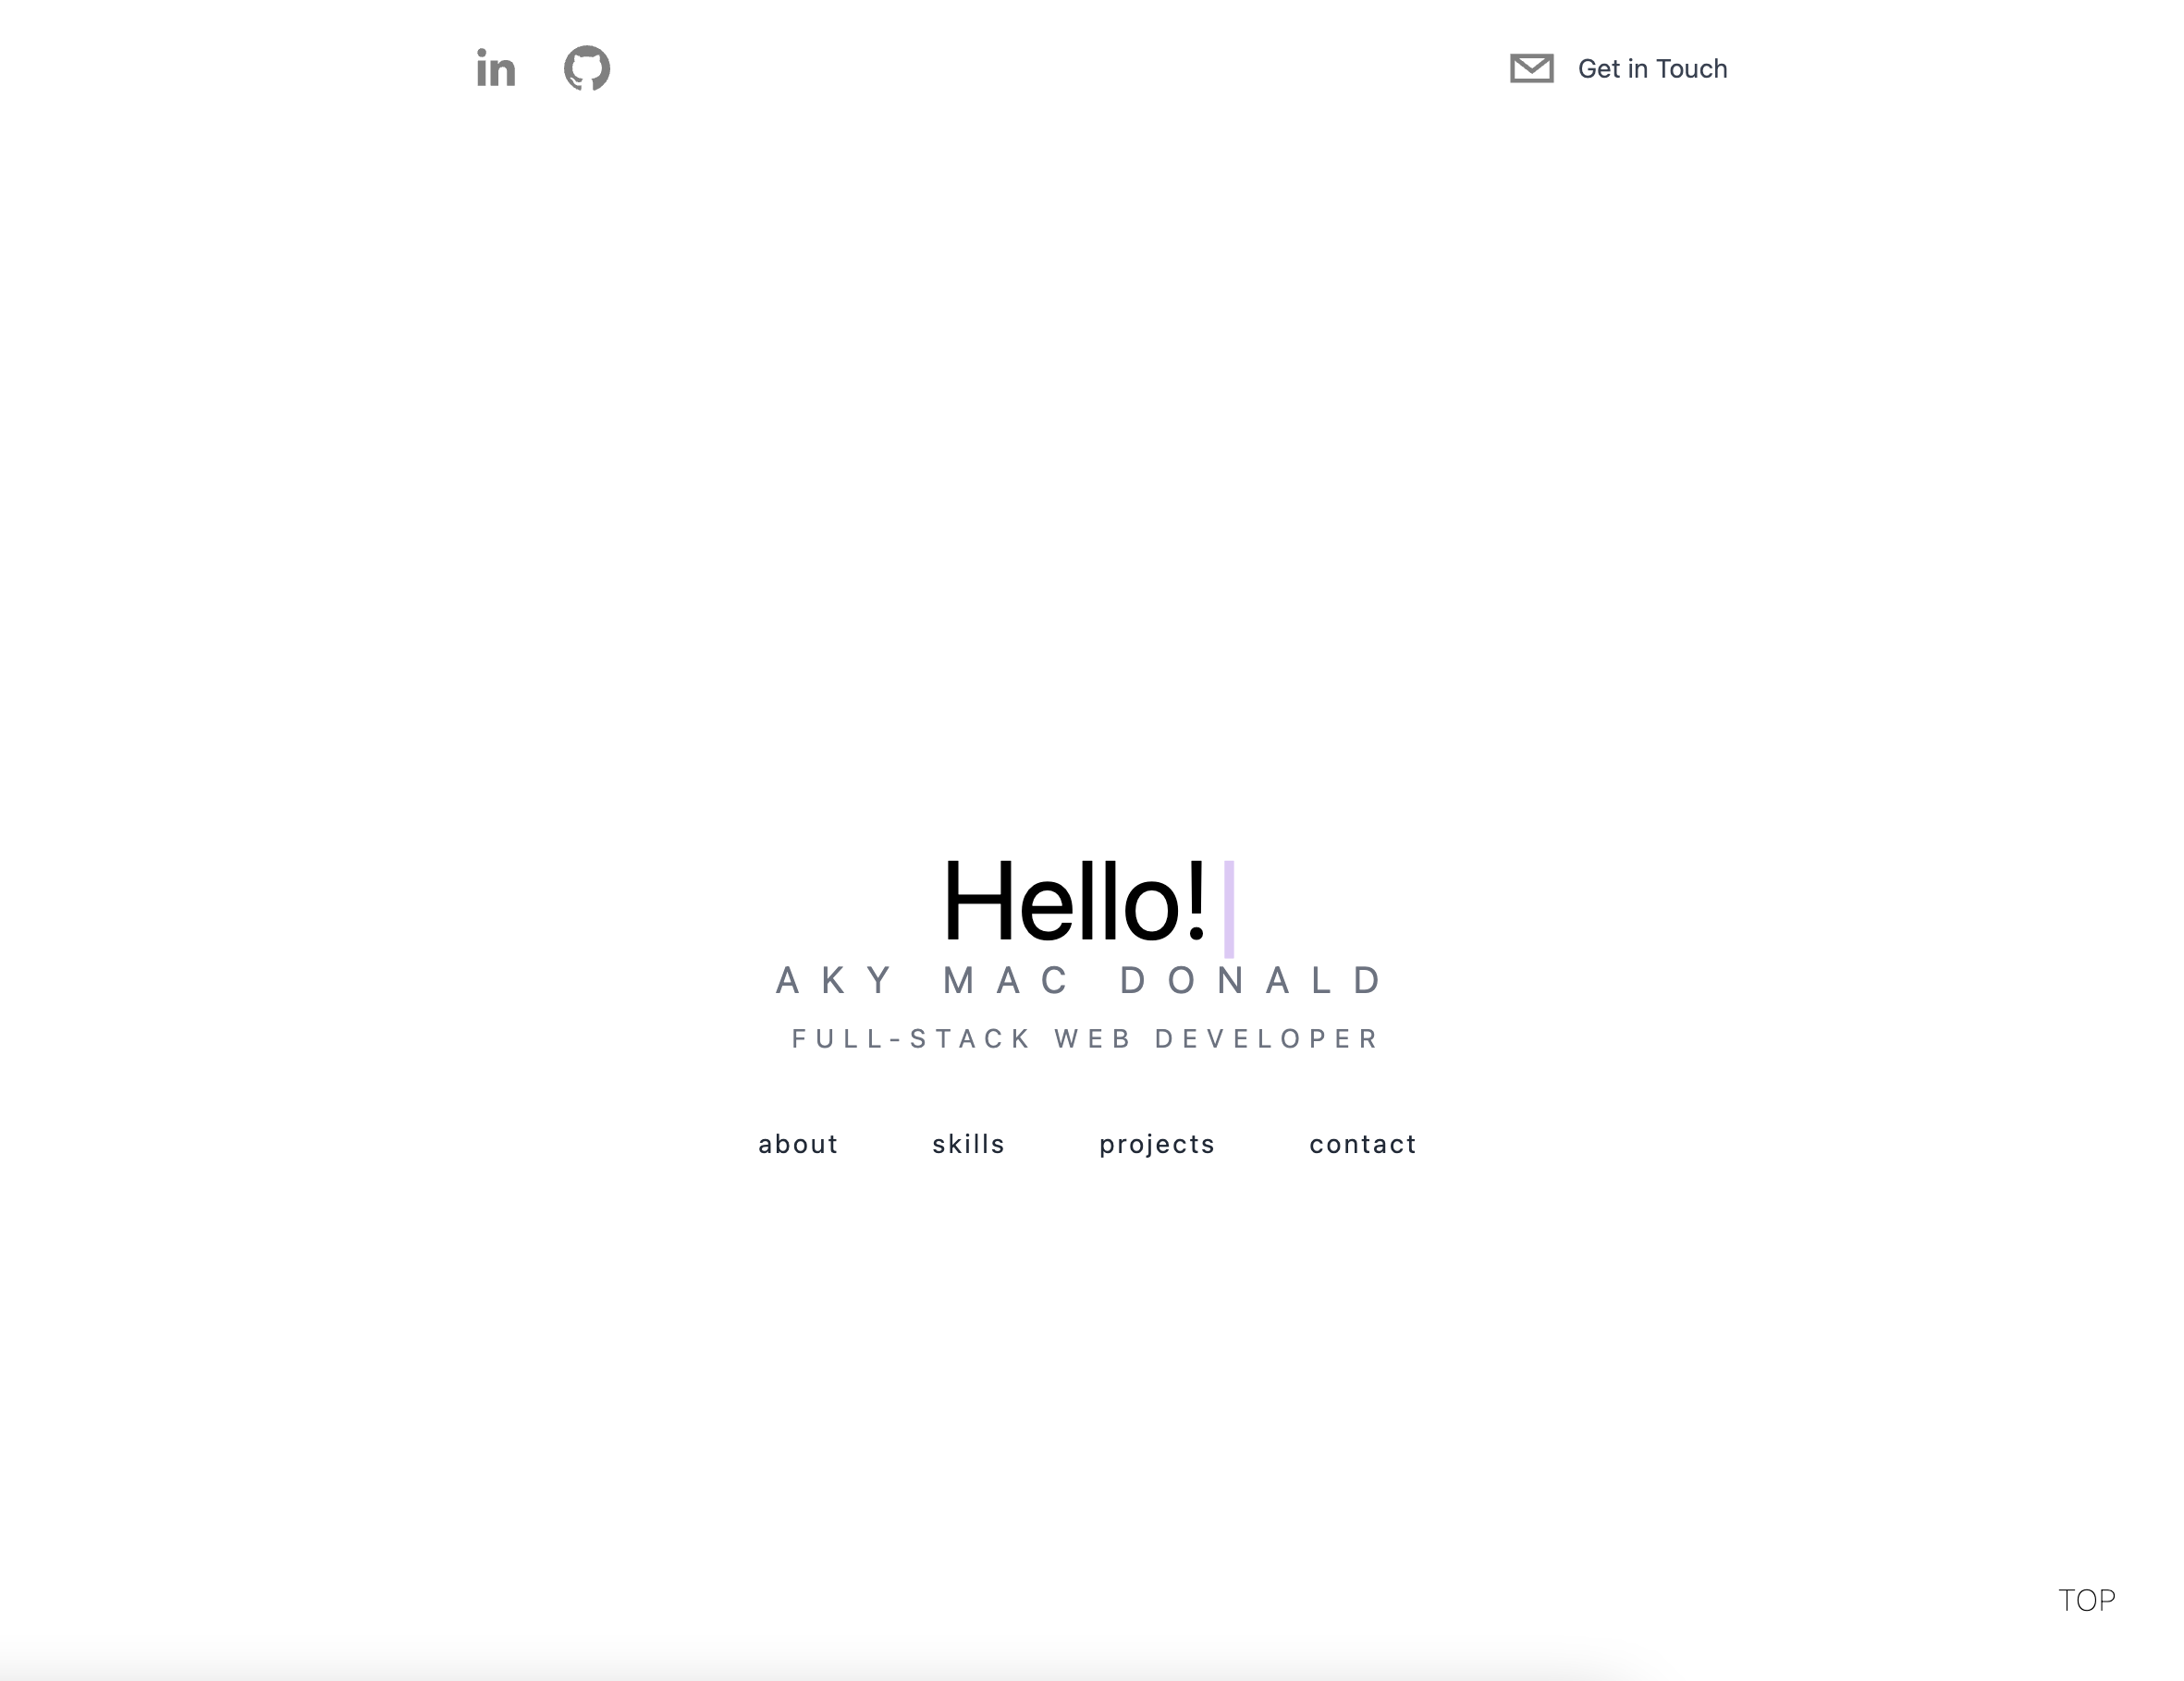 in
Get in Touch
Hello!
AKY MAC DONALD
FULL-STACK WEB DEVELOPER
about skills projects contact
TOP